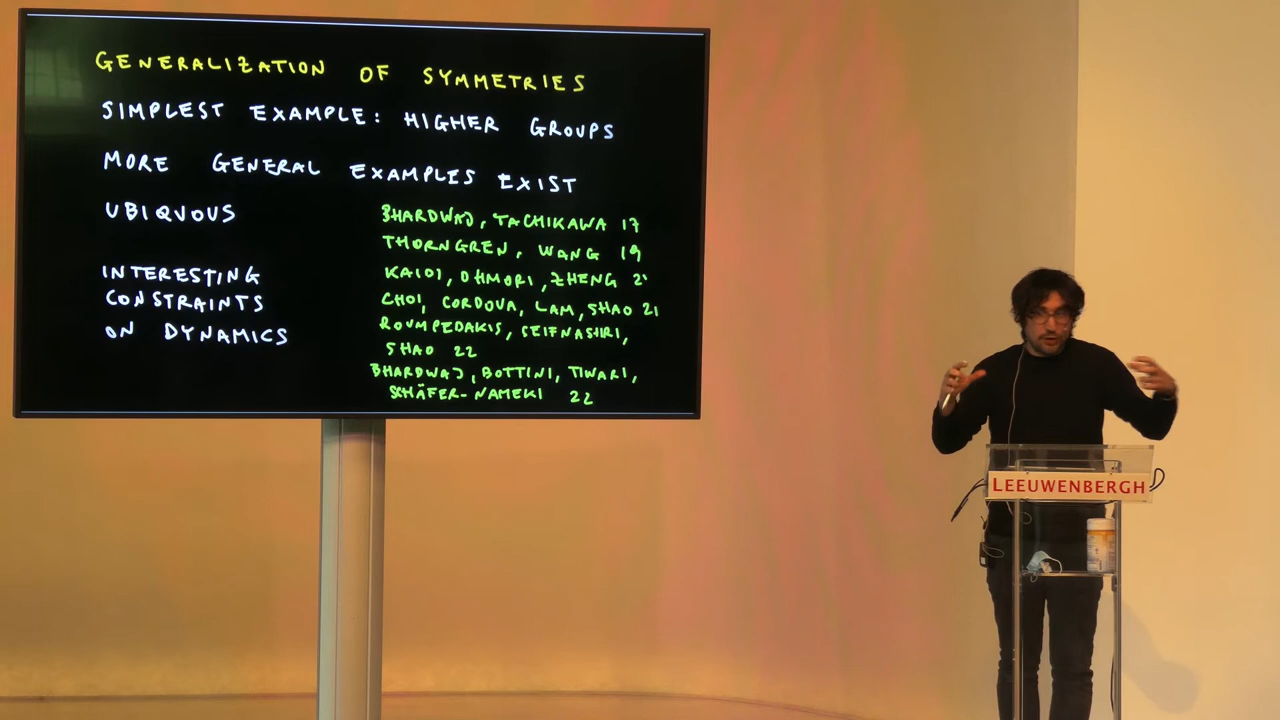 GENERALIZATION OF SYMMETRIES
SIMPLEST EXAMPLE: HIGHER GROUPS
MORE GENERAL EXAMPLES EXIST
UBIQUOUS
INTERESTING
CONSTRAINTS
ON DYNAMICS
BHARDWAJ, TACHIKAWA 17
THORNGREN, WANG 19
KAIDI, OHMORI, ZHENG 21
CHOI, CORDOVA, LAM, SHAO 21
ROUMPEDAKIS, SEIFNASHRI,
SHAO 22
BHARDWAJ, BOTTINI, TIWARI,
SCHÄFER-NAMEKI 22
LEEUWENBERGH